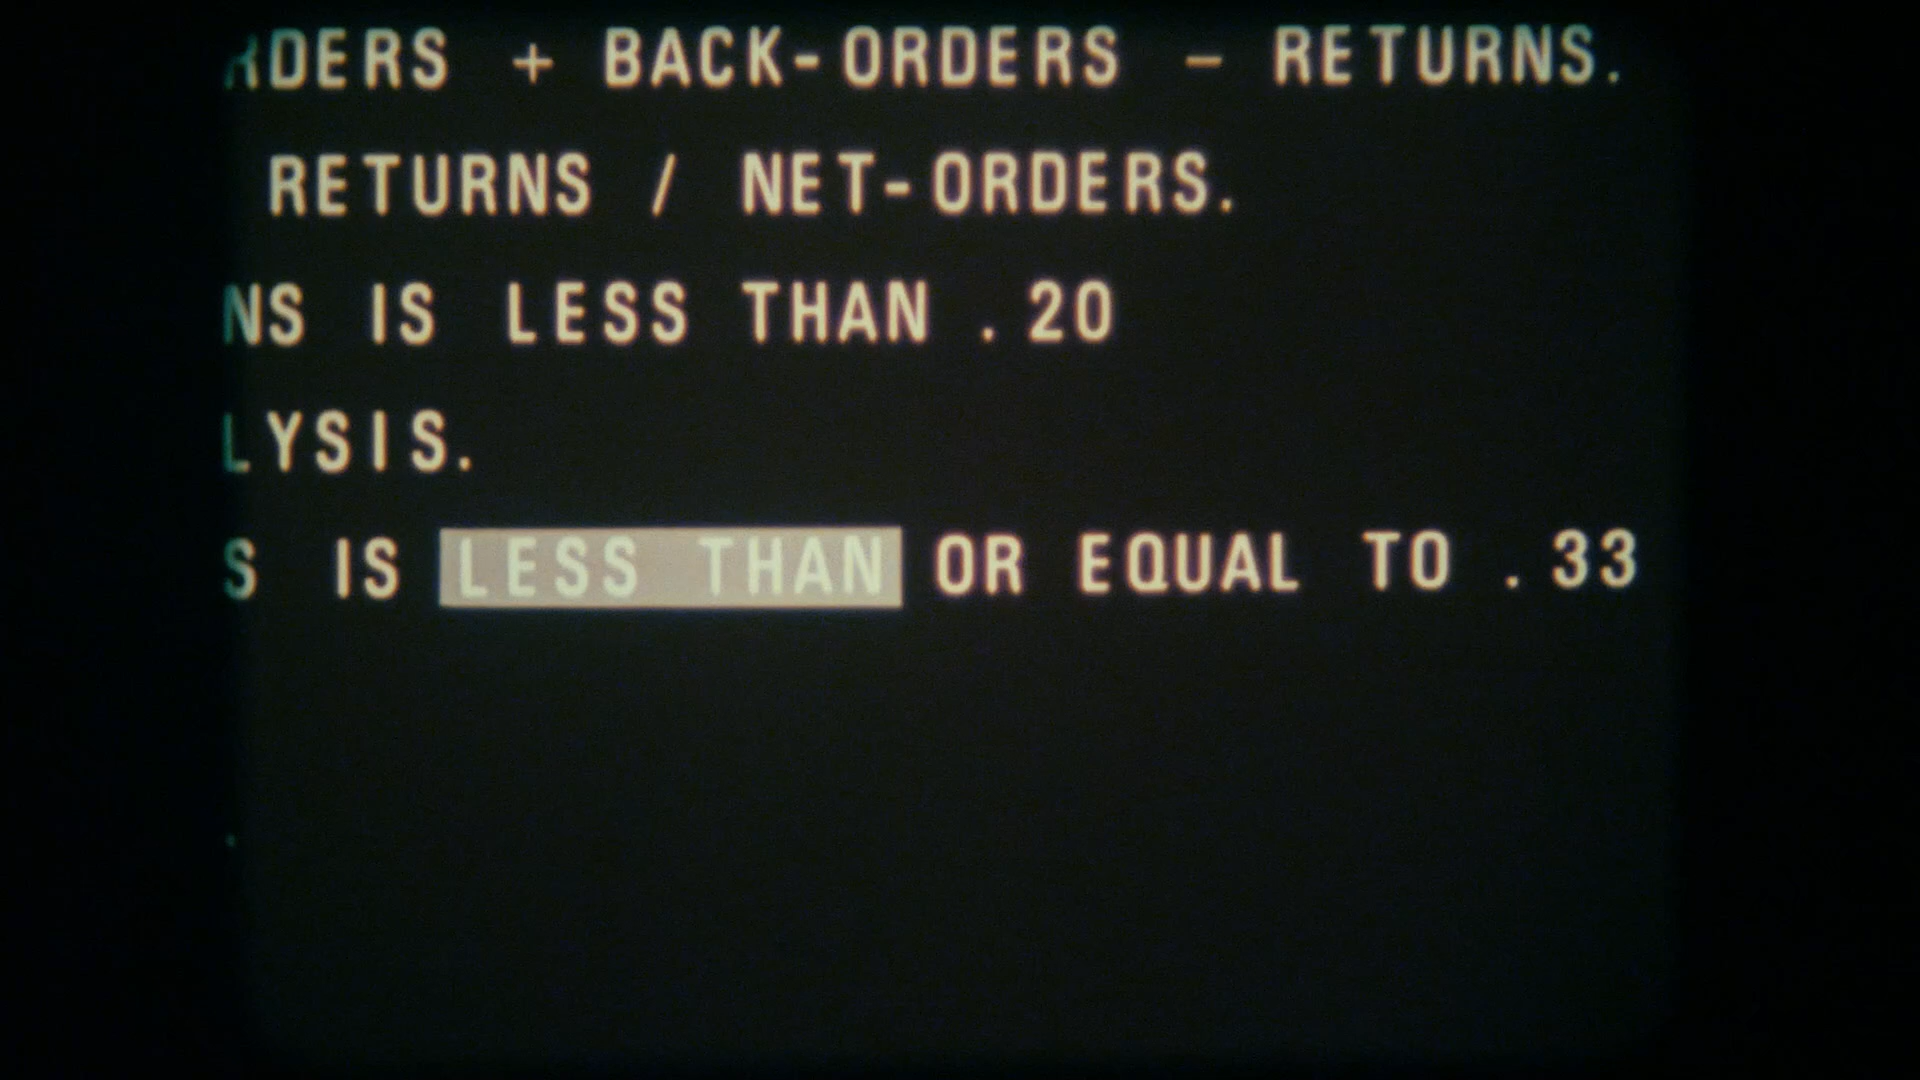 RDERS + BACK-ORDERS - RETURNS.
RETURNS / NET-ORDERS.
NS IS LESS THAN .20
LYSIS.
S IS LESS THAN OR EQUAL TO .33